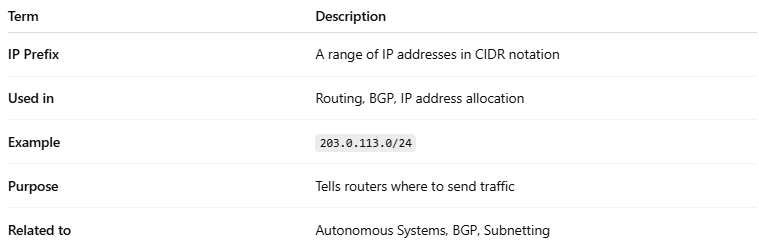 Term Description
IP Prefix A range of IP addresses in CIDR notation
Used in Routing, BGP, IP address allocation
Example 203.0.113.0/24
Purpose Tells routers where to send traffic
Related to Autonomous Systems, BGP, Subnetting